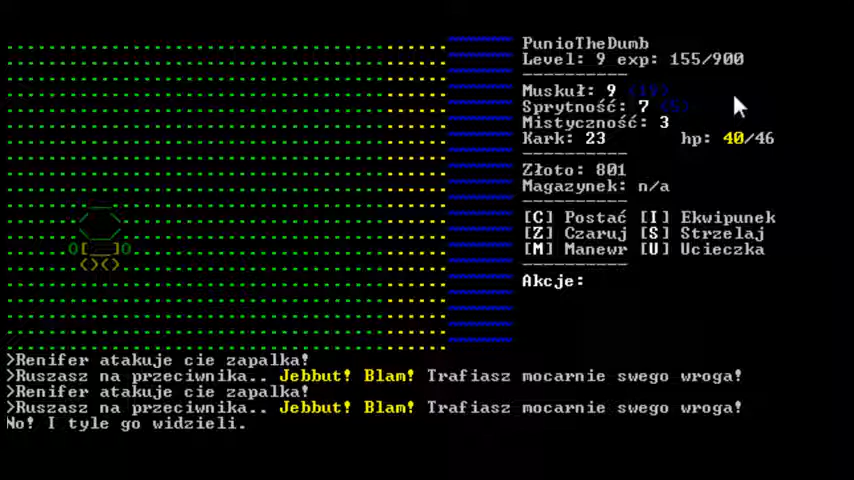 PunioTheDumb
Level: 9 exp: 155/900
----------
Muskuł: 9 (19)
Sprytność: 7 (5)
Mistyczność: 3
Kark: 23 hp: 40/46
----------
Złoto: 801
Magazynek: n/a
----------
[C] Postać [I] Ekwipunek
[Z] Czaruj [S] Strzelaj
[M] Manewr [U] Ucieczka
----------
Akcje:
>Renifer atakuje cie zapalka!
>Ruszasz na przeciwnika.. Jebbut! Blam! Trafiasz mocarnie swego wroga!
>Renifer atakuje cie zapalka!
>Ruszasz na przeciwnika.. Jebbut! Blam! Trafiasz mocarnie swego wroga!
No! I tyle go widzieli.